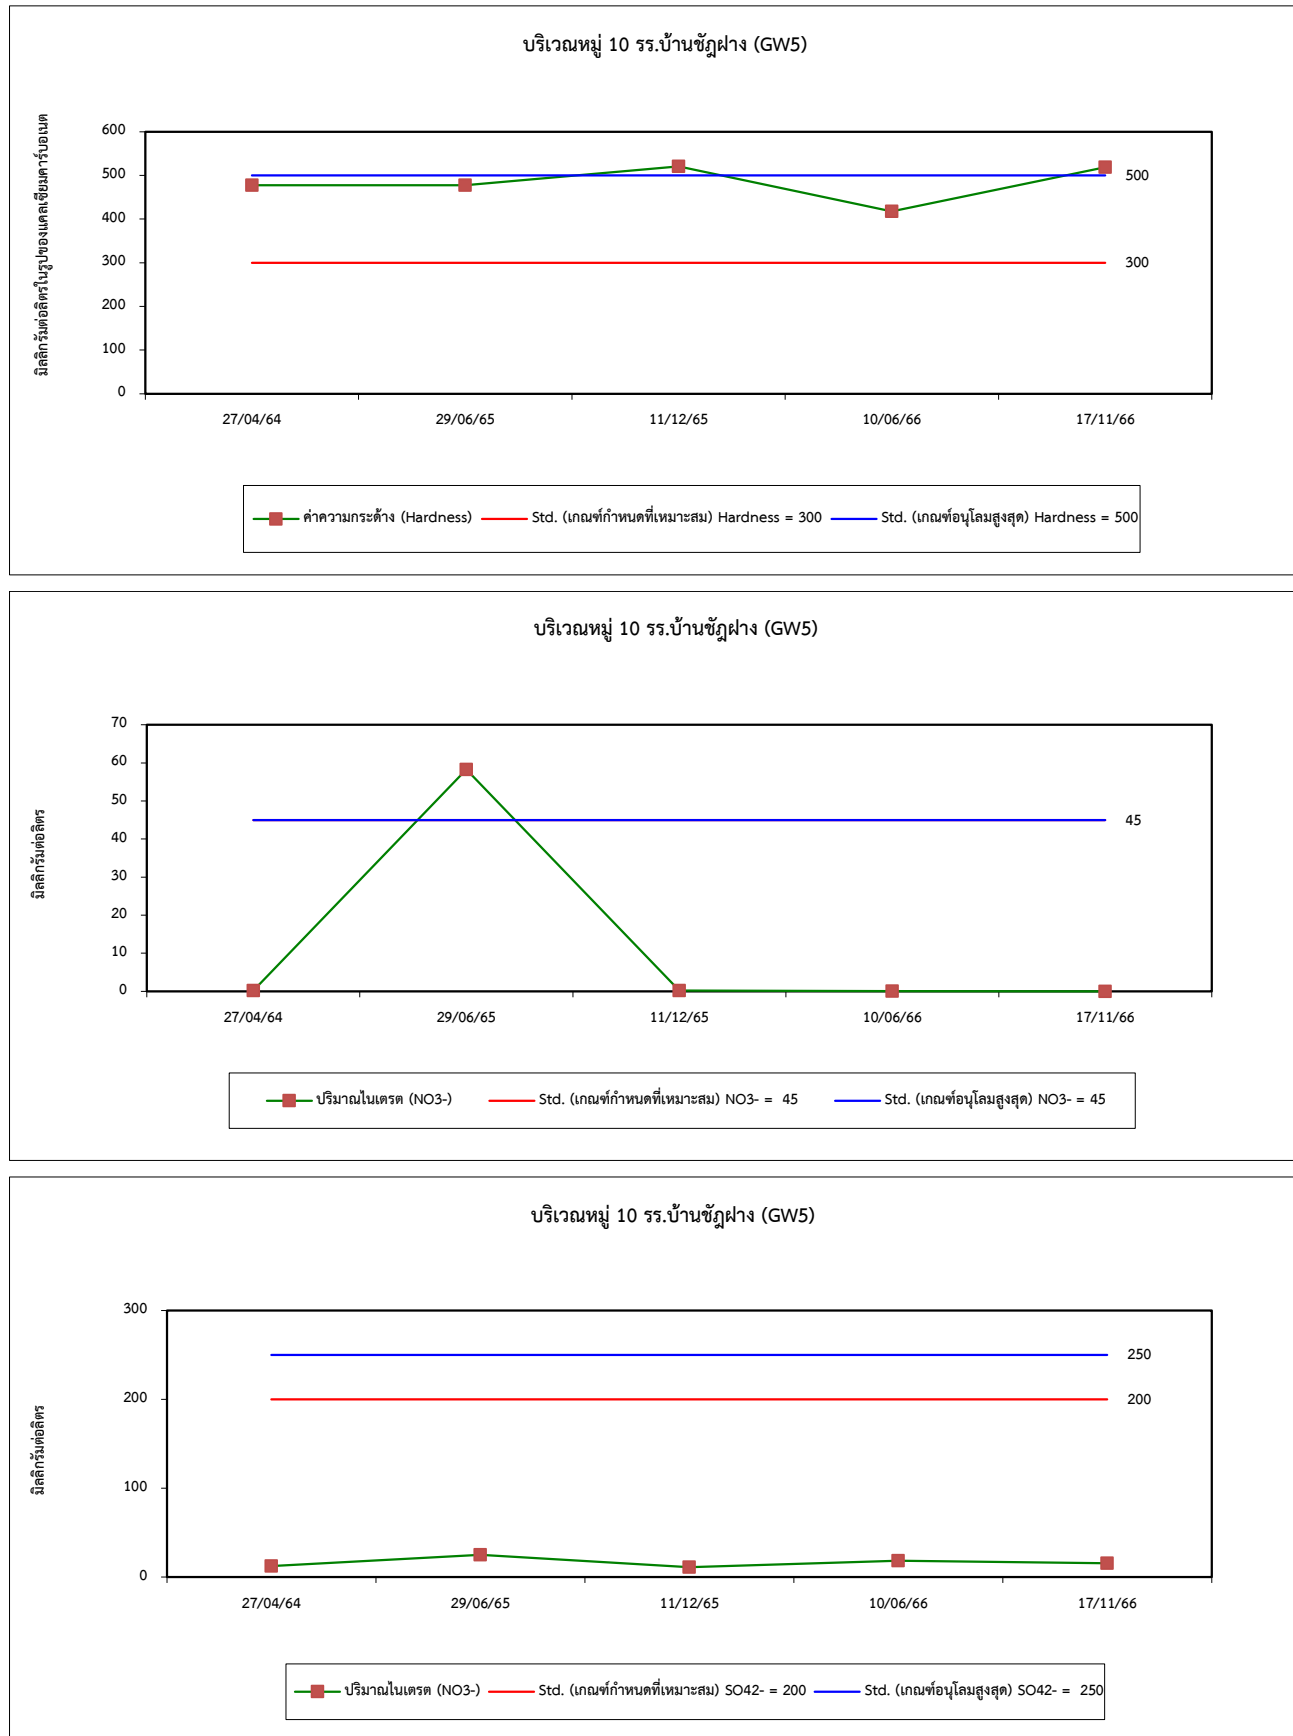 บริเวณหมู่ 10 รร.บ้านชัฎฝาง (GW5)
มิลลิกรัมต่อลิตรในรูปของแคลเซียมคาร์บอเนต
600
500
400
300
200
100
0
500
300
27/04/64 29/06/65 11/12/65 10/06/66 17/11/66
ค่าความกระด้าง (Hardness) Std. (เกณฑ์กำหนดที่เหมาะสม) Hardness = 300 Std. (เกณฑ์อนุโลมสูงสุด) Hardness = 500
บริเวณหมู่ 10 รร.บ้านชัฎฝาง (GW5)
มิลลิกรัมต่อลิตร
70
60
50
40
30
20
10
0
45
27/04/64 29/06/65 11/12/65 10/06/66 17/11/66
ปริมาณไนเตรต (NO3-) Std. (เกณฑ์กำหนดที่เหมาะสม) NO3- = 45 Std. (เกณฑ์อนุโลมสูงสุด) NO3- = 45
บริเวณหมู่ 10 รร.บ้านชัฎฝาง (GW5)
มิลลิกรัมต่อลิตร
300
200
100
0
250
200
27/04/64 29/06/65 11/12/65 10/06/66 17/11/66
ปริมาณไนเตรต (NO3-) Std. (เกณฑ์กำหนดที่เหมาะสม) SO42- = 200 Std. (เกณฑ์อนุโลมสูงสุด) SO42- = 250